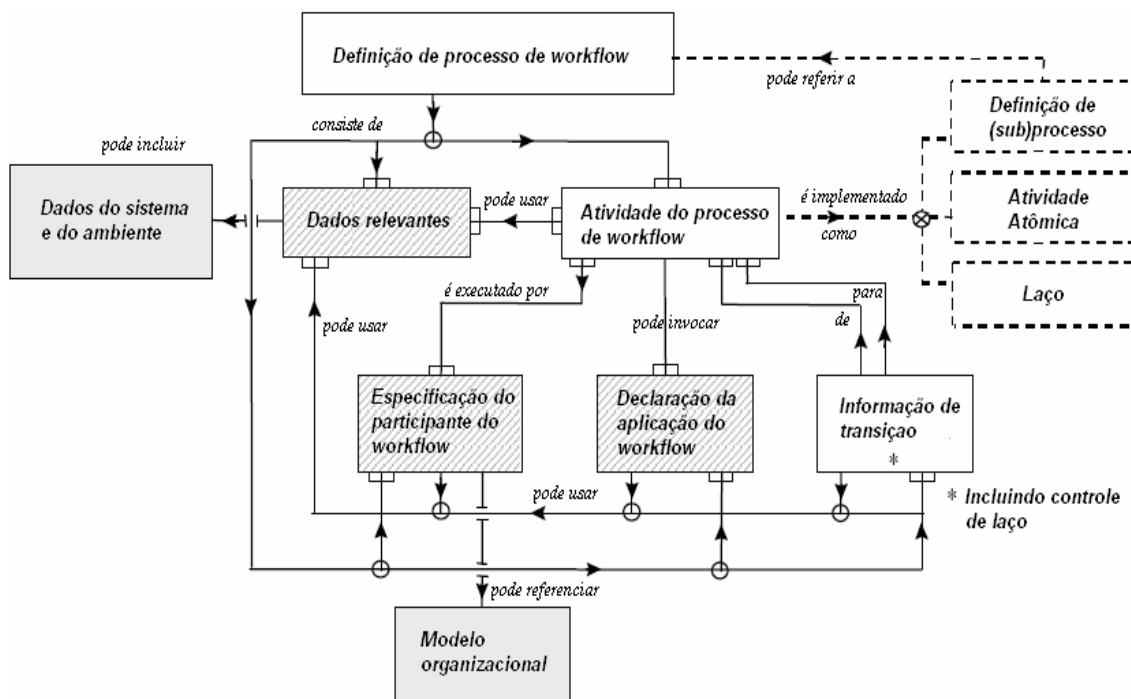 Definição de processo de workflow
pode referir a
Definição de
(sub)processo
consiste de
pode incluir
Dados do sistema
e do ambiente
Dados relevantes
pode usar
Atividade do processo
de workflow
é implementado
como
Atividade
Atômica
Laço
é executado por
pode usar
pode invocar
para
de
Especificação do
participante do
workflow
Declaração da
aplicação do
workflow
Informação de
transiçao
*
pode usar
* Incluindo controle
de laço
pode referenciar
Modelo
organizacional